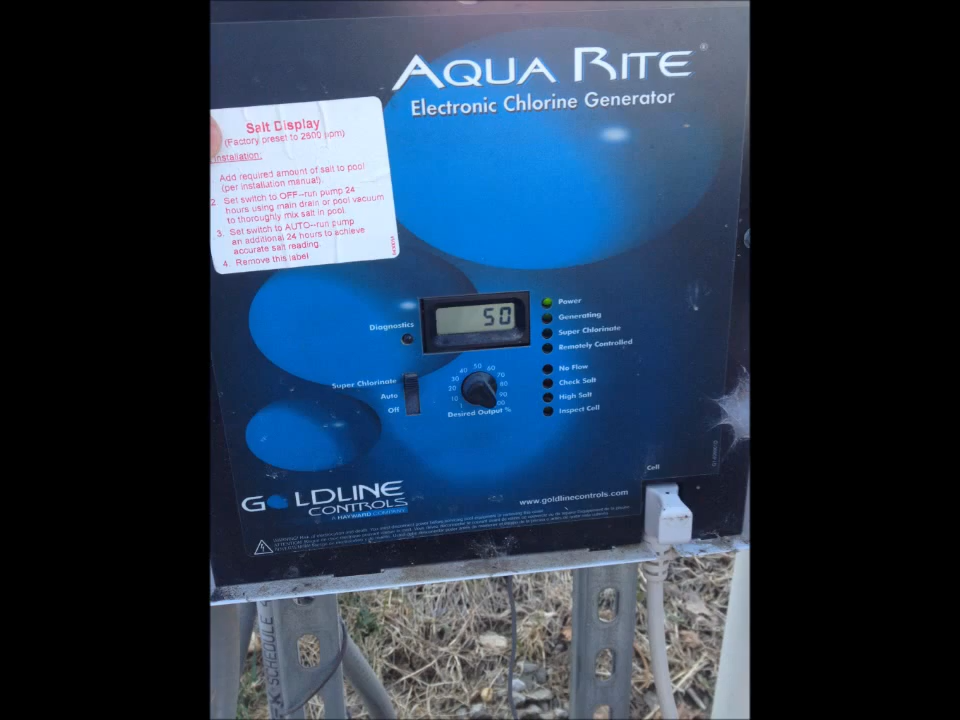 AQUA RITE®
Electronic Chlorine Generator
Salt Display
(Factory preset to 2500 ppm)
Installation:
Add required amount of salt to pool
(per installation manual).
2. Set switch to OFF--run pump 24
hours using main drain or pool vacuum
to thoroughly mix salt in pool.
3. Set switch to AUTO--run pump
an additional 24 hours to achieve
accurate salt reading.
4. Remove this label
Diagnostics
50
Power
Generating
Super Chlorinate
Remotely Controlled
No Flow
Check Salt
High Salt
Inspect Cell
Super Chlorinate
Auto
Off
10 20 30 40 50 60 70 80 90
Desired Output %
Cell
GOLDLINE
CONTROLS
A HAYWARD COMPANY
www.goldlinecontrols.com
WARNING!
ATTENTION!
SCHEDULE